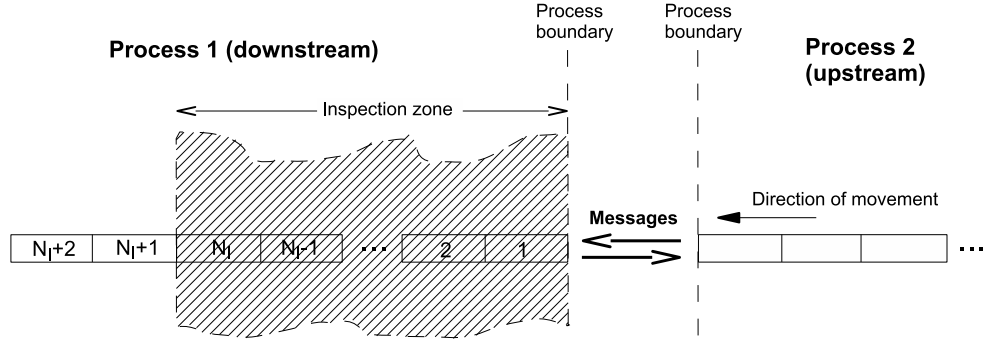 Process
boundary
Process
boundary
Process 1 (downstream)
Process 2
(upstream)
Inspection zone
Direction of movement
Messages
N_I+2 N_I+1 N_I N_I-1 ... 2 1 ...